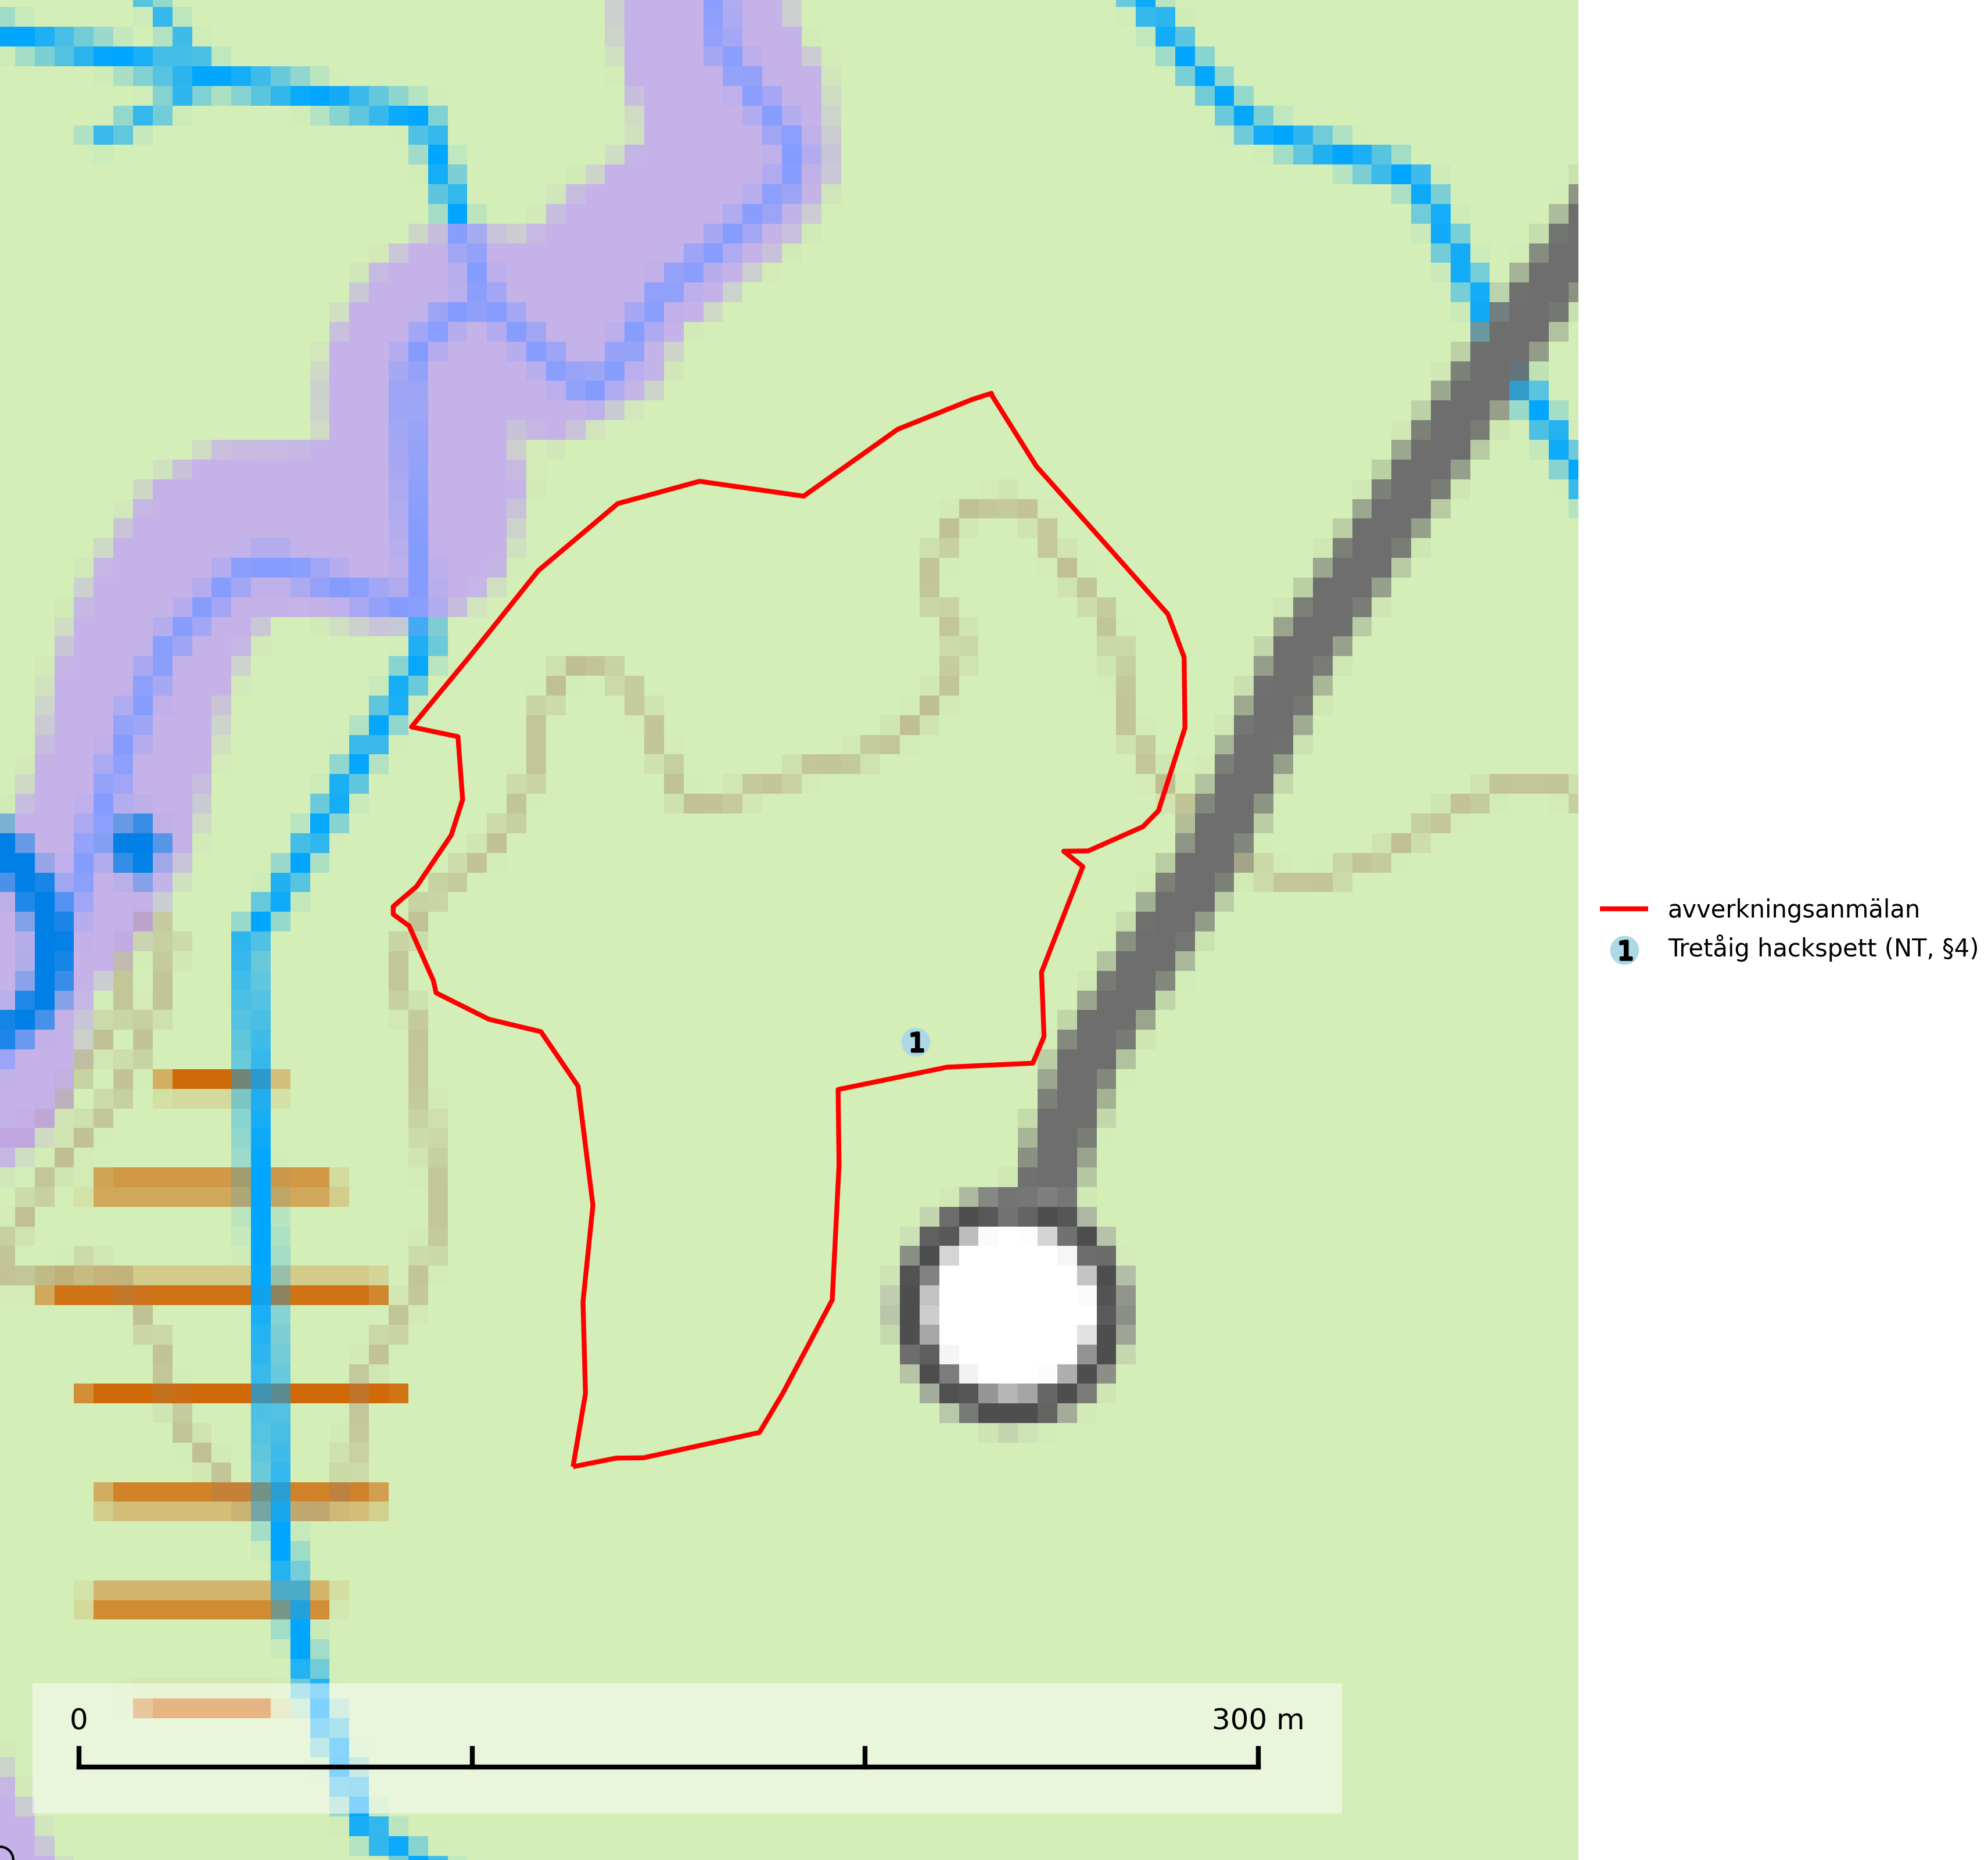 avverkningsanmälan
1 Tretåig hackspett (NT, §4)
1
0 300 m